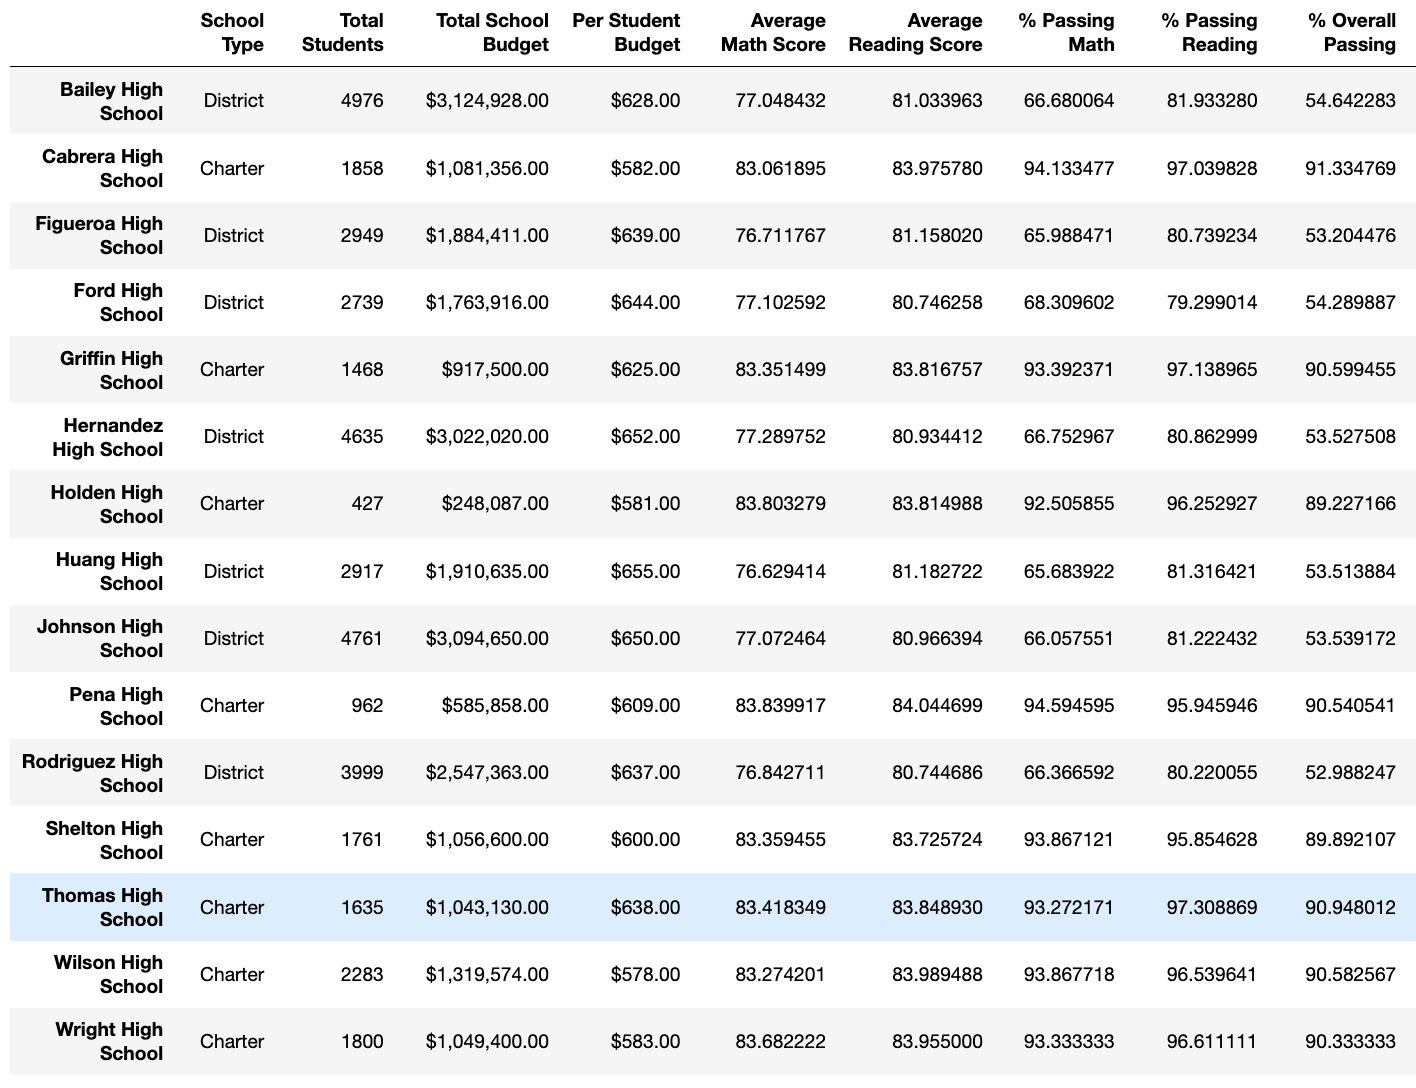 School Type Total Students Total School Budget Per Student Budget Average Math Score Average Reading Score % Passing Math % Passing Reading % Overall Passing
Bailey High School District 4976 $3,124,928.00 $628.00 77.048432 81.033963 66.680064 81.933280 54.642283
Cabrera High School Charter 1858 $1,081,356.00 $582.00 83.061895 83.975780 94.133477 97.039828 91.334769
Figueroa High School District 2949 $1,884,411.00 $639.00 76.711767 81.158020 65.988471 80.739234 53.204476
Ford High School District 2739 $1,763,916.00 $644.00 77.102592 80.746258 68.309602 79.299014 54.289887
Griffin High School Charter 1468 $917,500.00 $625.00 83.351499 83.816757 93.392371 97.138965 90.599455
Hernandez High School District 4635 $3,022,020.00 $652.00 77.289752 80.934412 66.752967 80.862999 53.527508
Holden High School Charter 427 $248,087.00 $581.00 83.803279 83.814988 92.505855 96.252927 89.227166
Huang High School District 2917 $1,910,635.00 $655.00 76.629414 81.182722 65.683922 81.316421 53.513884
Johnson High School District 4761 $3,094,650.00 $650.00 77.072464 80.966394 66.057551 81.222432 53.539172
Pena High School Charter 962 $585,858.00 $609.00 83.839917 84.044699 94.594595 95.945946 90.540541
Rodriguez High School District 3999 $2,547,363.00 $637.00 76.842711 80.744686 66.366592 80.220055 52.988247
Shelton High School Charter 1761 $1,056,600.00 $600.00 83.359455 83.725724 93.867121 95.854628 89.892107
Thomas High School Charter 1635 $1,043,130.00 $638.00 83.418349 83.848930 93.272171 97.308869 90.948012
Wilson High School Charter 2283 $1,319,574.00 $578.00 83.274201 83.989488 93.867718 96.539641 90.582567
Wright High School Charter 1800 $1,049,400.00 $583.00 83.682222 83.955000 93.333333 96.611111 90.333333